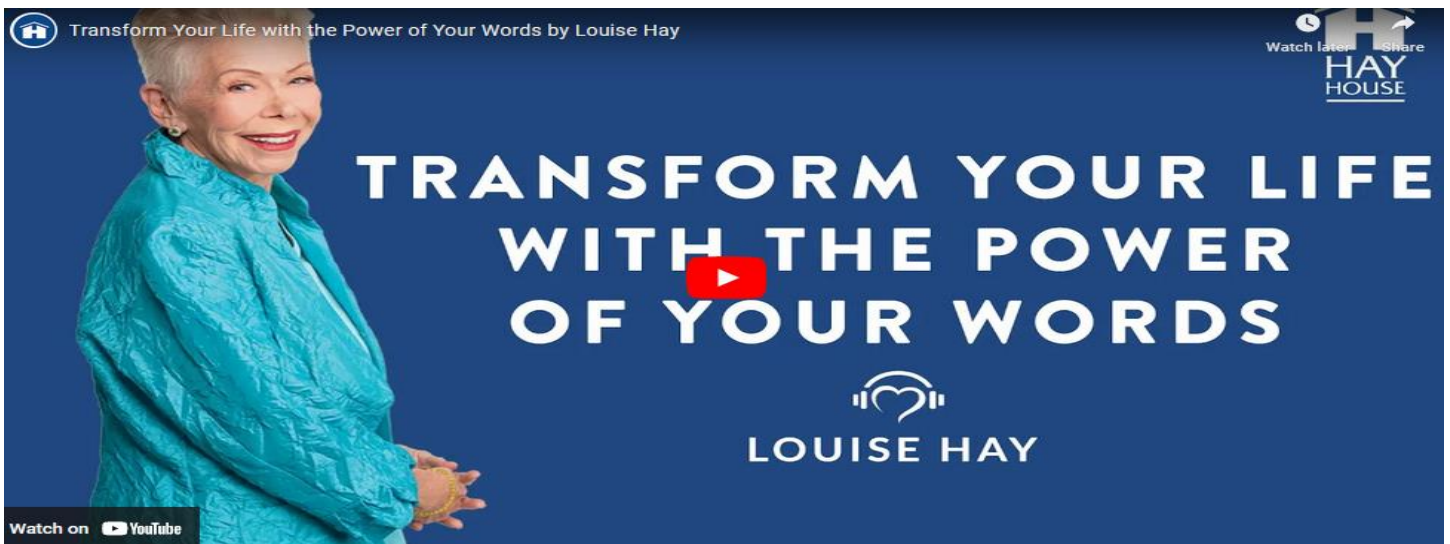 Transform Your Life with the Power of Your Words by Louise Hay
Watch later
Share
HAY
HOUSE
TRANSFORM YOUR LIFE
WITH THE POWER
OF YOUR WORDS
LOUISE HAY
Watch on YouTube